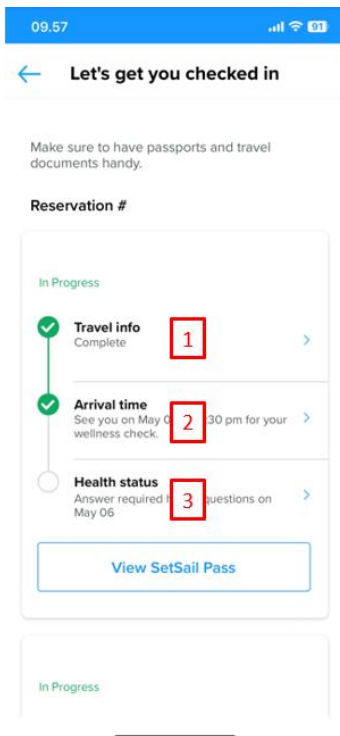 09.57
91
Let's get you checked in
Make sure to have passports and travel
documents handy.
Reservation #
In Progress
Travel info
Complete
1
Arrival time
See you on May 0 2 30 pm for your
wellness check.
Health status
Answer required 3 questions on
May 06
View SetSail Pass
In Progress